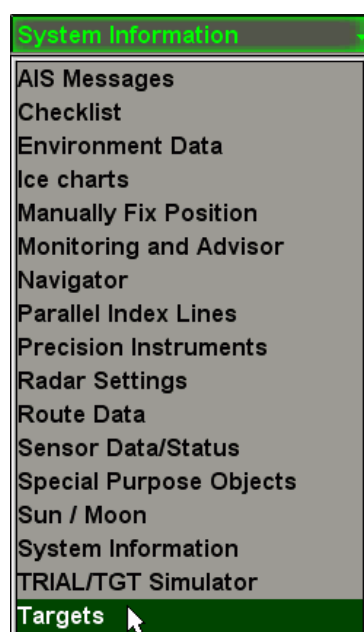 System Information
AIS Messages
Checklist
Environment Data
Ice charts
Manually Fix Position
Monitoring and Advisor
Navigator
Parallel Index Lines
Precision Instruments
Radar Settings
Route Data
Sensor Data/Status
Special Purpose Objects
Sun / Moon
System Information
TRIAL/TGT Simulator
Targets